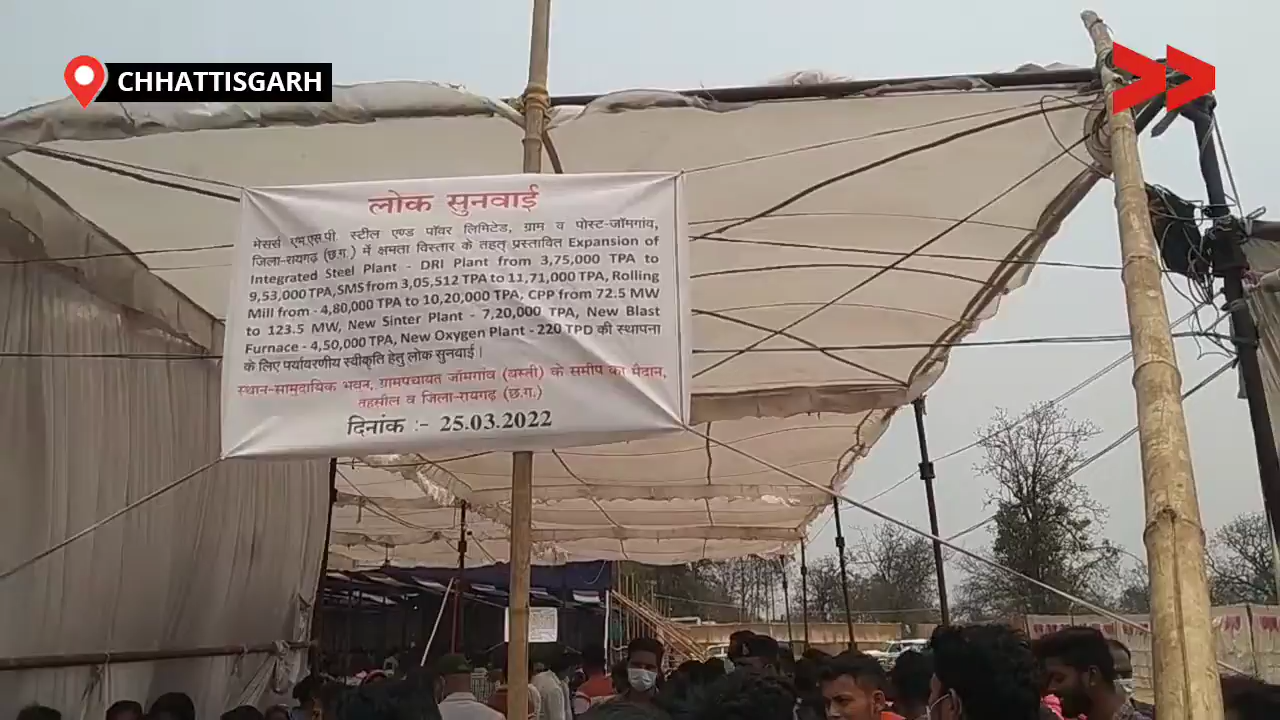 CHHATTISGARH
लोक सुनवाई
मेसर्स एम.एस.पी. स्टील एण्ड पॉवर लिमिटेड, ग्राम व पोस्ट-जॉमगांव,
जिला-रायगढ़ (छ.ग.) में क्षमता विस्तार के तहत् प्रस्तावित Expansion of
Integrated Steel Plant - DRI Plant from 3,75,000 TPA to
9,53,000 TPA, SMS from 3,05,512 TPA to 11,71,000 TPA, Rolling
Mill from - 4,80,000 TPA to 10,20,000 TPA, CPP from 72.5 MW
to 123.5 MW, New Sinter Plant - 7,20,000 TPA, New Blast
Furnace - 4,50,000 TPA, New Oxygen Plant - 220 TPD की स्थापना
के लिए पर्यावरणीय स्वीकृति हेतु लोक सुनवाई |
स्थान-सामुदायिक भवन, ग्रामपंचायत जॉमगांव (बस्ती) के समीप का मैदान,
तहसील व जिला-रायगढ़ (छ.ग.)
दिनांक :- 25.03.2022